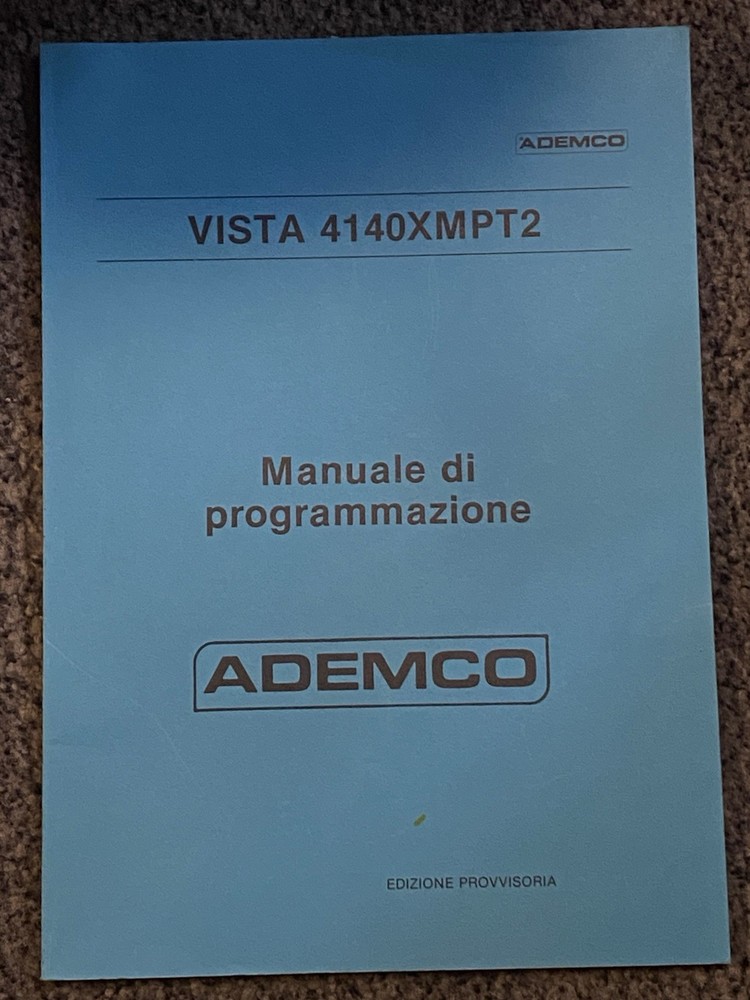 ADEMCO
VISTA 4140XMPT2
Manuale di
programmazione
ADEMCO
EDIZIONE PROVVISORIA